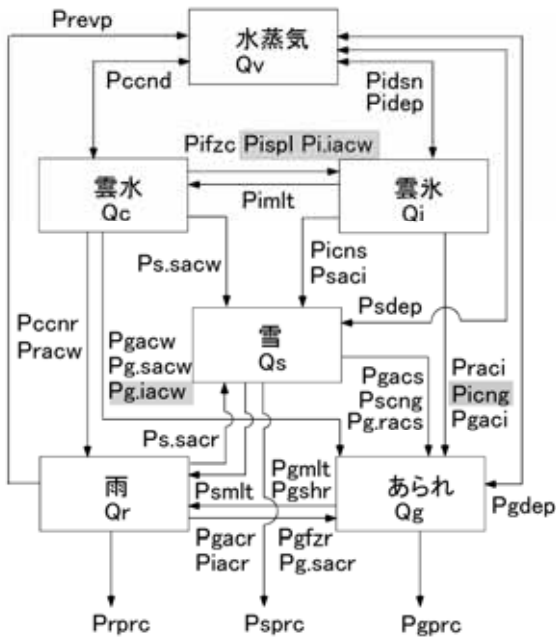 Prevp
水蒸気
Qv
Pccnd
Pidsn
Pidep
Pifzc Pispl Pi.iacw
雲水
Qc
雲氷
Qi
Pimlt
Ps.sacw
Picns
Psaci
Psdep
Pccnr
Pracw
雪
Qs
Pgacw
Pg.sacw
Pg.iacw
Pgacs
Pscng
Pg.racs
Praci
Picng
Pgaci
Ps.sacr
雨
Qr
Psmlt
Pgmlt
Pgshr
あられ
Qg
Pgdep
Pgacr
Piacr
Pgfzr
Pg.sacr
Prprc
Psprc
Pgprc